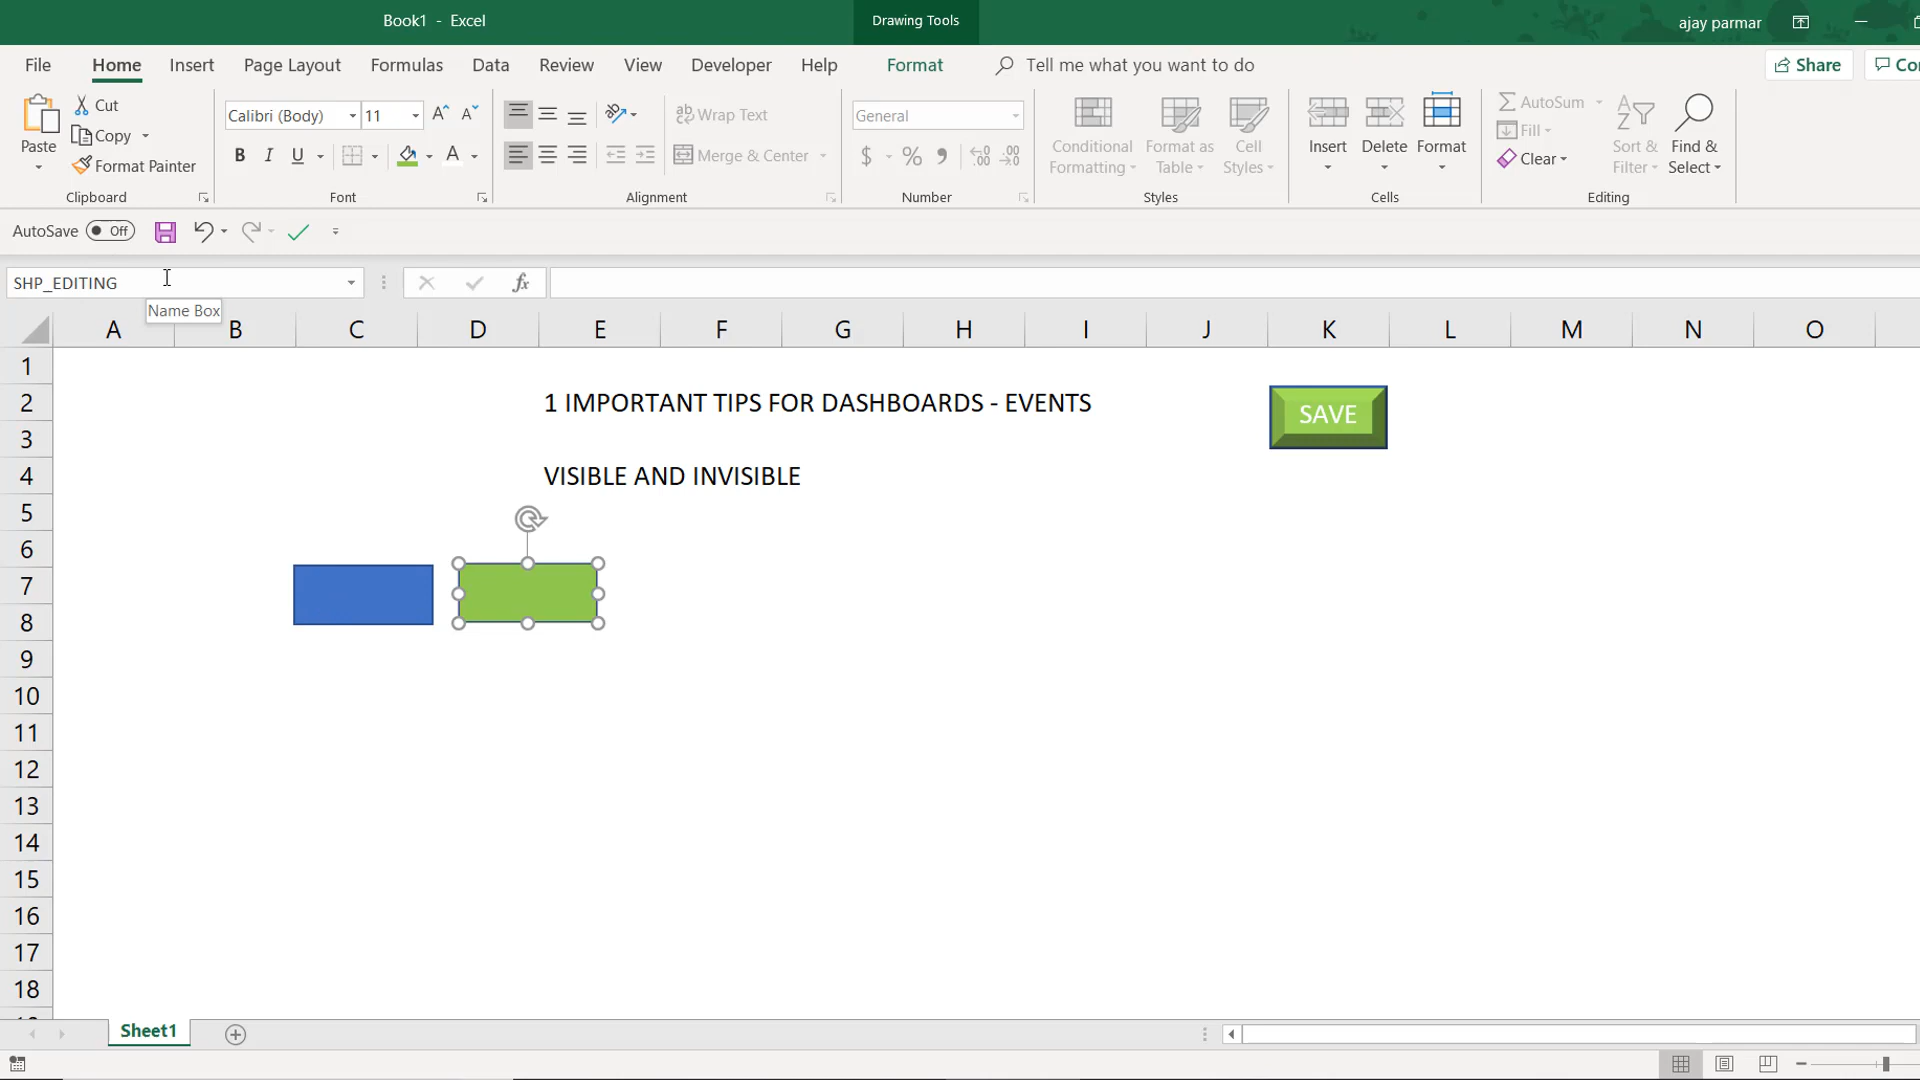 Book1 - Excel
Drawing Tools
ajay parmar
File Home Insert Page Layout Formulas Data Review View Developer Help Format Tell me what you want to do Share Co
Paste
Cut
Copy
Format Painter
Clipboard
Calibri (Body) 11
B I U A
Font
ab Wrap Text
Merge & Center
Alignment
General
$ % ,
Number
Conditional Formatting
Format as Table
Cell Styles
Styles
Insert Delete Format
Cells
AutoSum
Fill
Clear
Sort & Filter
Find & Select
Editing
AutoSave Off
SHP_EDITING
fx
Name Box
A B C D E F G H I J K L M N O
1
2 1 IMPORTANT TIPS FOR DASHBOARDS - EVENTS SAVE
3
4 VISIBLE AND INVISIBLE
5
6
7
8
9
10
11
12
13
14
15
16
17
18
Sheet1